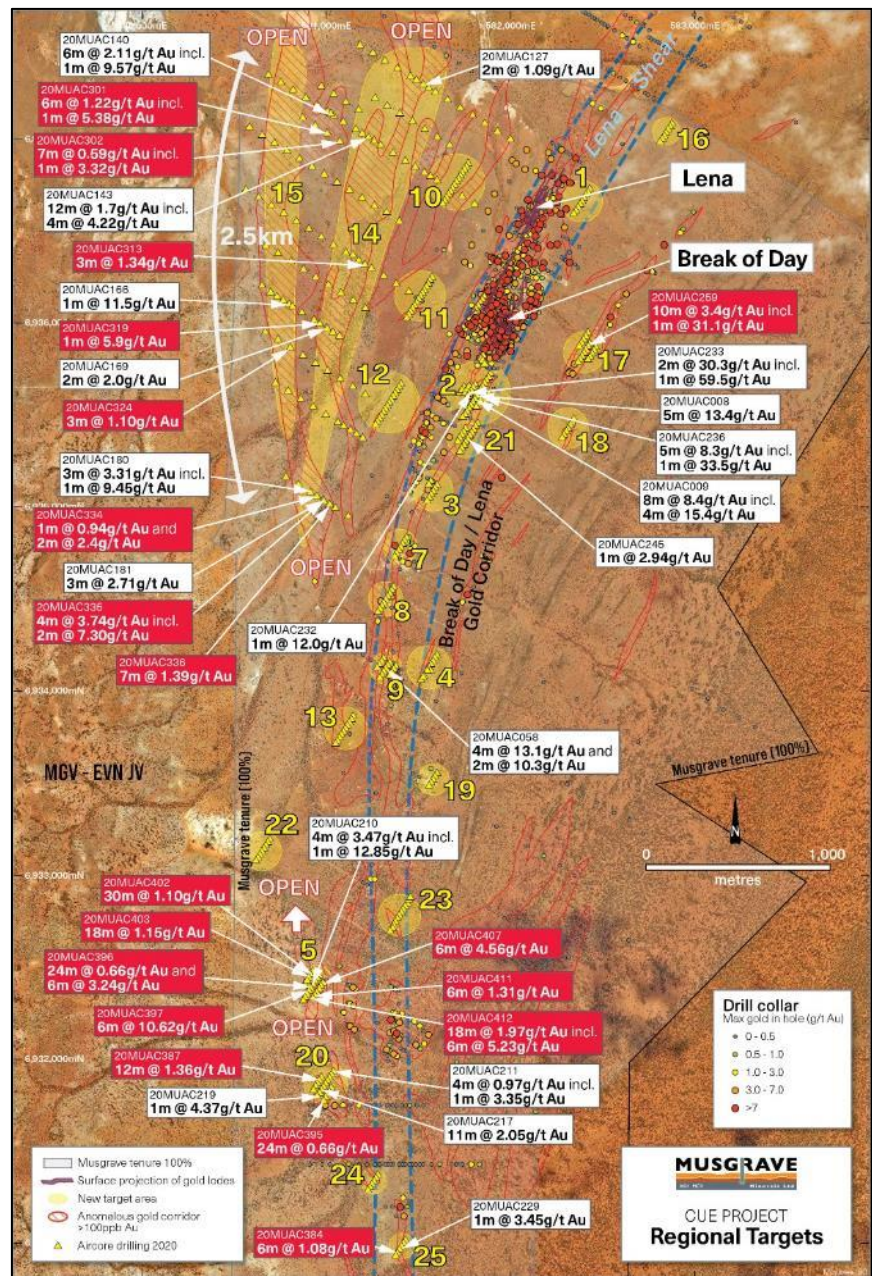 582,000mE
583,000mE
OPEN
OPEN
20MUAC140
6m @ 2.11g/t Au incl.
1m @ 9.57g/t Au
20MUAC127
2m @ 1.09g/t Au
20MUAC301
6m @ 1.22g/t Au incl.
1m @ 5.38g/t Au
20MUAC302
7m @ 0.59g/t Au incl.
1m @ 3.32g/t Au
20MUAC143
12m @ 1.7g/t Au incl.
4m @ 4.22g/t Au
20MUAC313
3m @ 1.34g/t Au
20MUAC166
1m @ 11.5g/t Au
20MUAC319
1m @ 5.9g/t Au
20MUAC169
2m @ 2.0g/t Au
20MUAC324
3m @ 1.10g/t Au
20MUAC180
3m @ 3.31g/t Au incl.
1m @ 9.45g/t Au
20MUAC334
1m @ 0.94g/t Au and
2m @ 2.4g/t Au
20MUAC181
3m @ 2.71g/t Au
20MUAC335
4m @ 3.74g/t Au incl.
2m @ 7.30g/t Au
20MUAC336
7m @ 1.39g/t Au
2.5km
15
14
10
11
12
Lena Shear
16
1
Lena
Break of Day
20MUAC259
10m @ 3.4g/t Au incl.
1m @ 31.1g/t Au
17
20MUAC233
2m @ 30.3g/t Au incl.
1m @ 59.5g/t Au
20MUAC008
5m @ 13.4g/t Au
20MUAC236
5m @ 8.3g/t Au incl.
1m @ 33.5g/t Au
20MUAC009
8m @ 8.4g/t Au incl.
4m @ 15.4g/t Au
20MUAC245
1m @ 2.94g/t Au
2
21
18
3
7
8
OPEN
20MUAC232
1m @ 12.0g/t Au
Break of Day / Lena
Gold Corridor
6,934,000mN
9
4
13
20MUAC058
4m @ 13.1g/t Au and
2m @ 10.3g/t Au
MGV - EVN JV
Musgrave tenure [100%]
Musgrave tenure [100%]
19
22
N
0
1,000
metres
20MUAC210
4m @ 3.47g/t Au incl.
1m @ 12.85g/t Au
6,933,000mN
OPEN
23
20MUAC402
30m @ 1.10g/t Au
20MUAC403
18m @ 1.15g/t Au
5
20MUAC407
6m @ 4.56g/t Au
20MUAC396
24m @ 0.66g/t Au and
6m @ 3.24g/t Au
20MUAC411
6m @ 1.31g/t Au
20MUAC397
6m @ 10.62g/t Au
20MUAC412
18m @ 1.97g/t Au incl.
6m @ 5.23g/t Au
OPEN
6,932,000mN
20MUAC387
12m @ 1.36g/t Au
20
20MUAC211
4m @ 0.97g/t Au incl.
1m @ 3.35g/t Au
20MUAC219
1m @ 4.37g/t Au
20MUAC217
11m @ 2.05g/t Au
20MUAC395
24m @ 0.66g/t Au
24
20MUAC229
1m @ 3.45g/t Au
20MUAC384
6m @ 1.08g/t Au
25
Drill collar
Max gold in hole (g/t Au)
0 - 0.5
0.5 - 1.0
1.0 - 3.0
3.0 - 7.0
>7
Musgrave tenure 100%
Surface projection of gold lodes
New target area
Anomalous gold corridor
>100ppb Au
Aircore drilling 2020
MUSGRAVE
Minerals Ltd
CUE PROJECT
Regional Targets